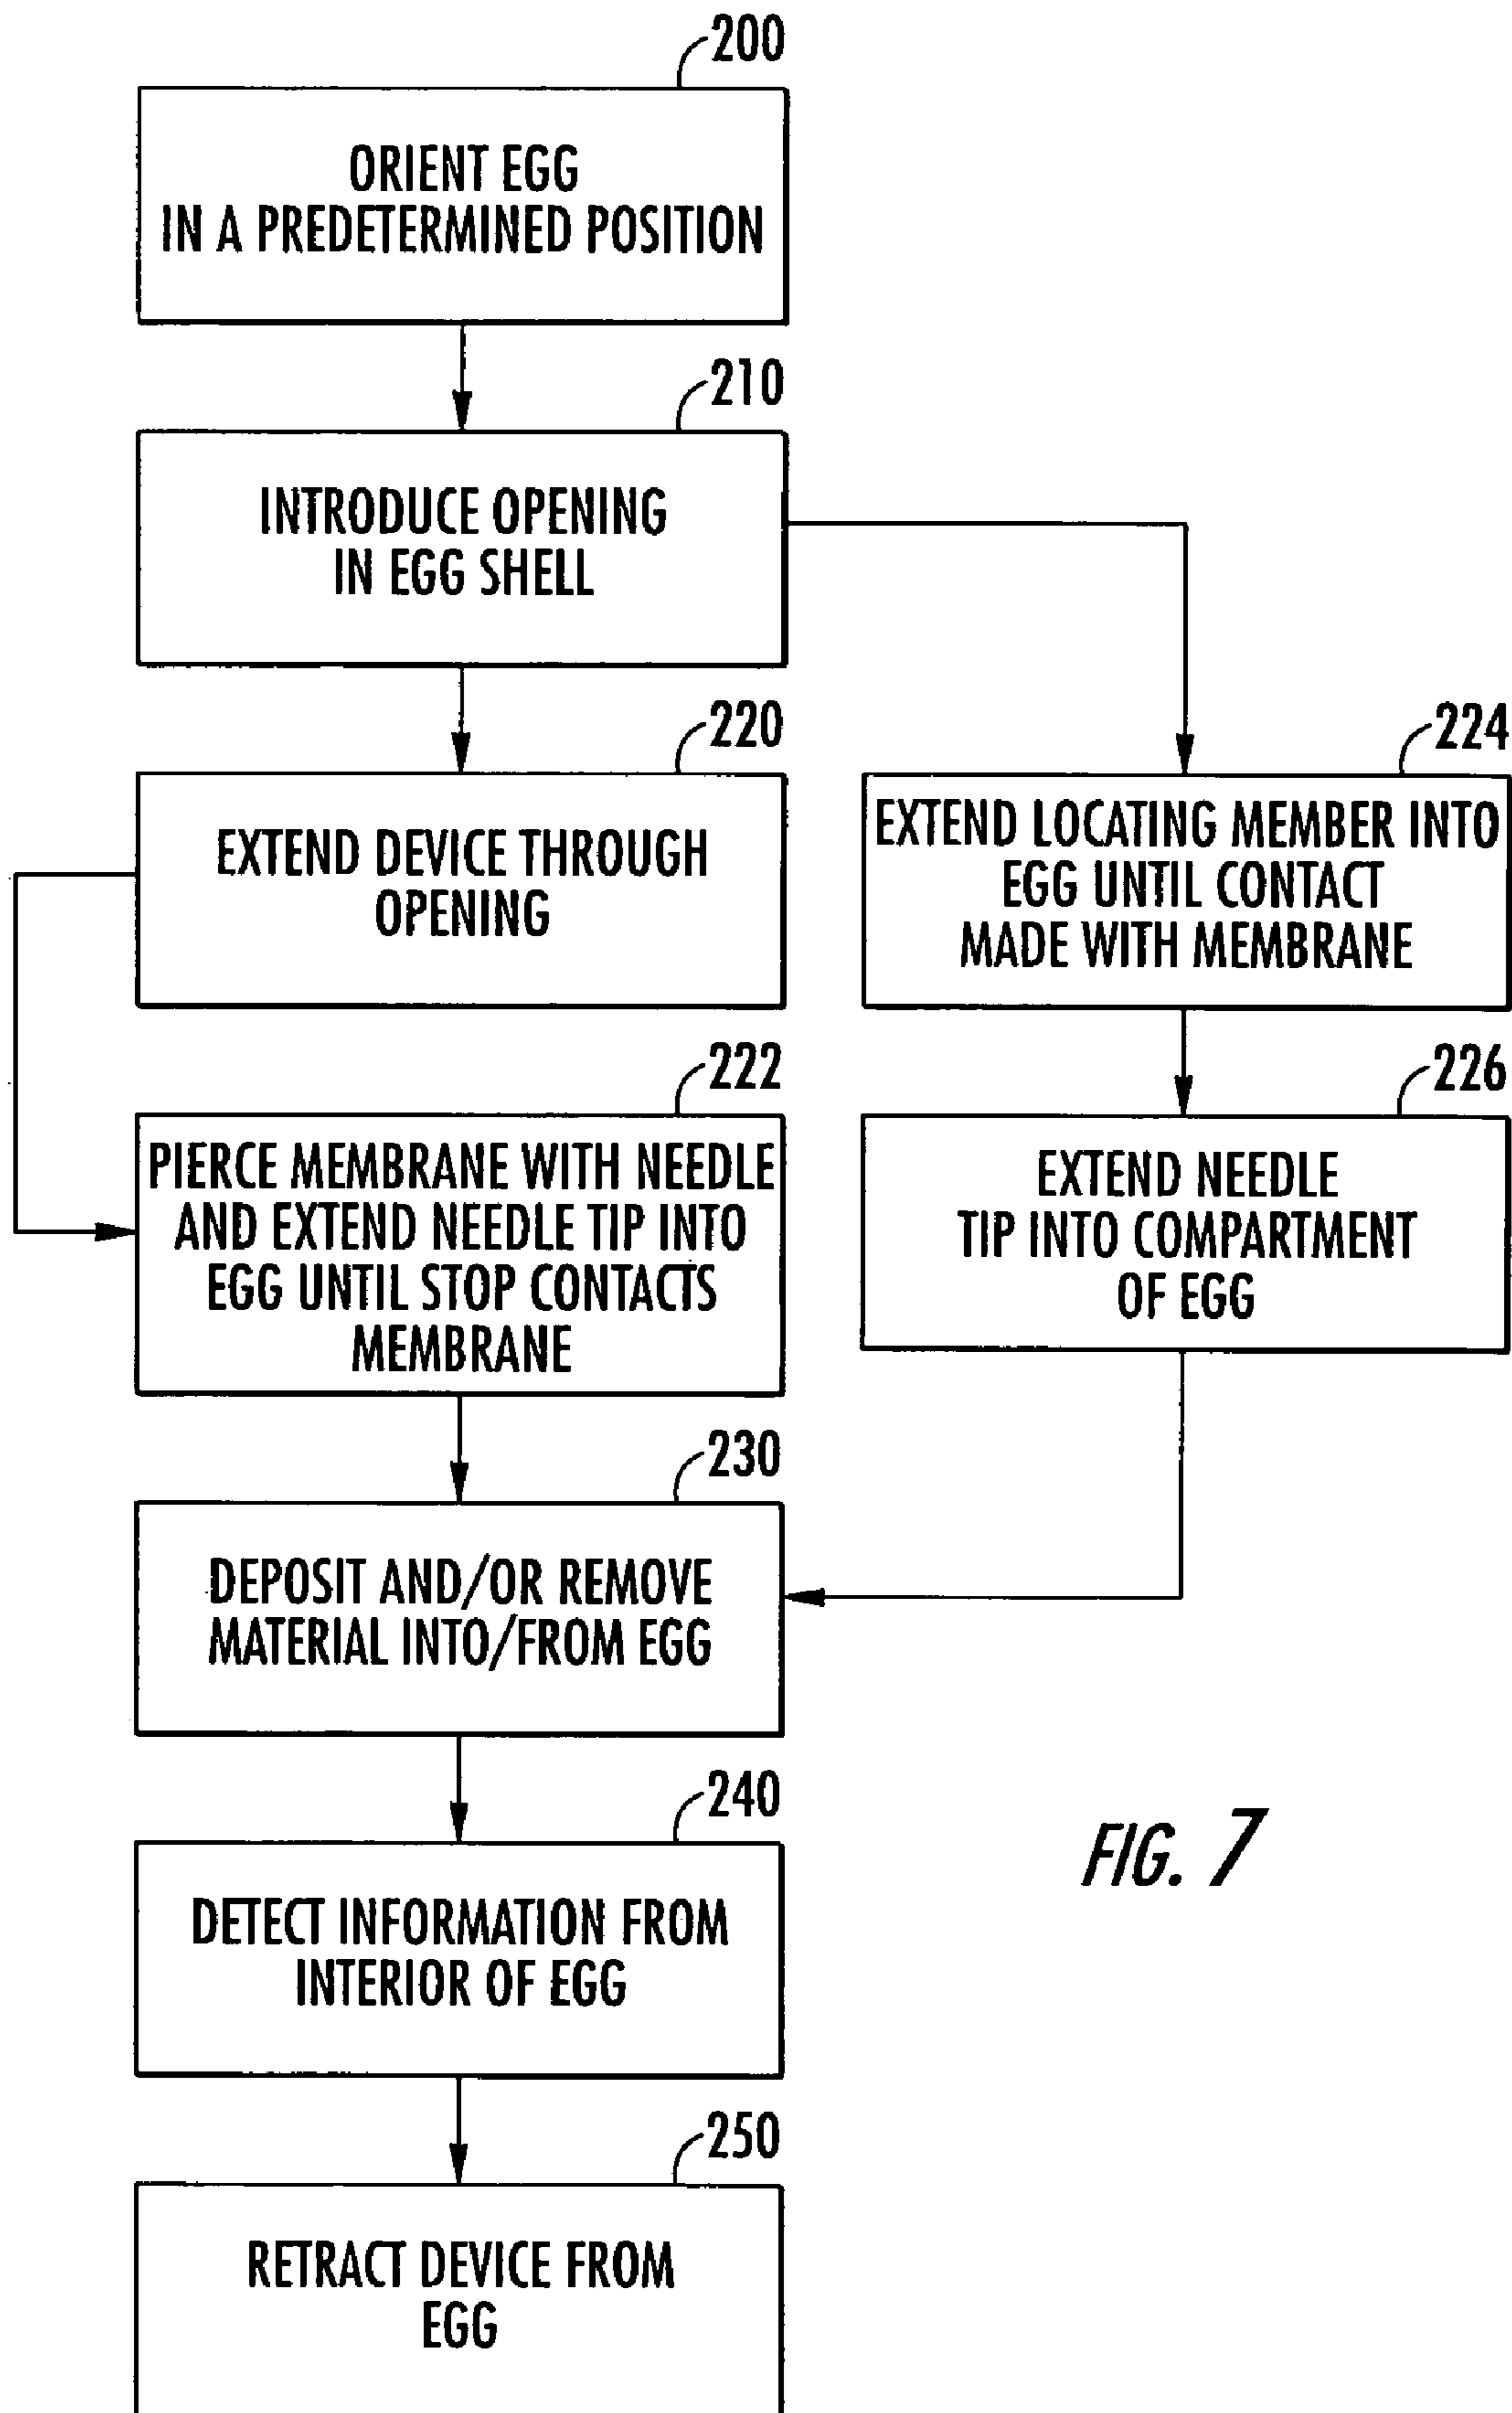 200
ORIENT EGG
IN A PREDETERMINED POSITION
210
INTRODUCE OPENING
IN EGG SHELL
220
EXTEND DEVICE THROUGH
OPENING
224
EXTEND LOCATING MEMBER INTO
EGG UNTIL CONTACT
MADE WITH MEMBRANE
222
PIERCE MEMBRANE WITH NEEDLE
AND EXTEND NEEDLE TIP INTO
EGG UNTIL STOP CONTACTS
MEMBRANE
226
EXTEND NEEDLE
TIP INTO COMPARTMENT
OF EGG
230
DEPOSIT AND/OR REMOVE
MATERIAL INTO/FROM EGG
240
DETECT INFORMATION FROM
INTERIOR OF EGG
250
RETRACT DEVICE FROM
EGG
FIG. 7